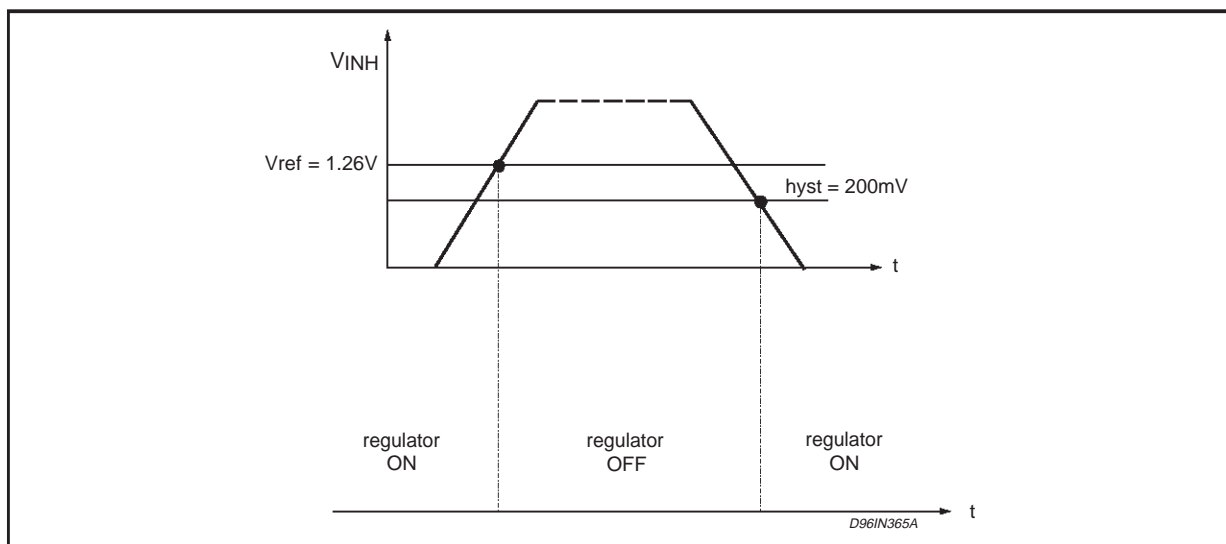 VINH
Vref = 1.26V
hyst = 200mV
t
regulator
ON
regulator
OFF
regulator
ON
t
D96IN365A